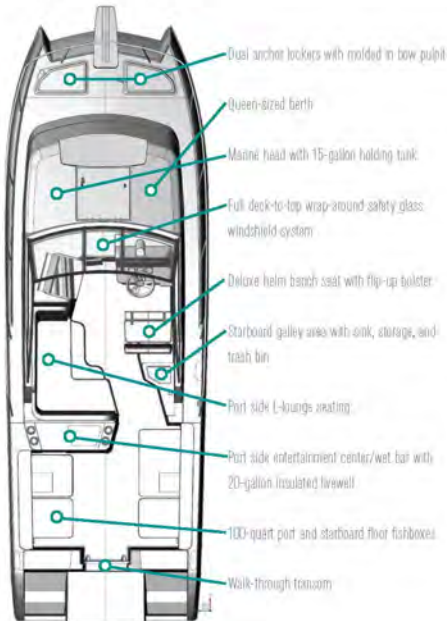 Dual anchor lockers with molded in bow pulpit
Queen-sized berth
Marine head with 15-gallon holding tank
Full deck-to-top wrap-around safety glass
windshield system
Deluxe helm bench seat with flip-up bolster
Starboard galley area with sink, storage, and
trash bin
Port side L-lounge seating
Port side entertainment center/wet bar with
20-gallon insulated livewell
100-quart port and starboard floor fishboxes
Walk-through transom